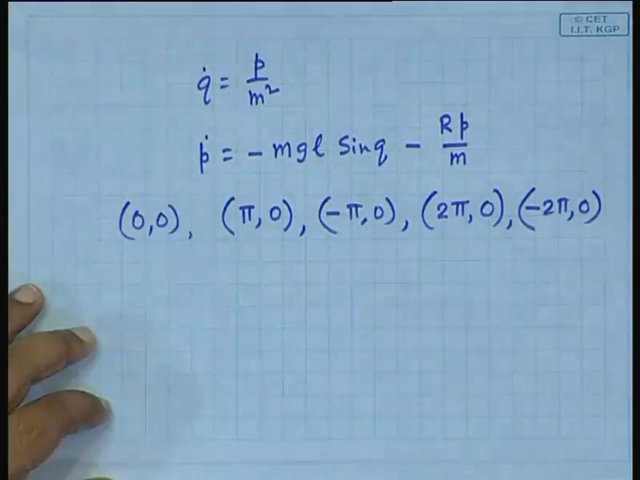 © CET
I.I.T. KGP
q̇ = p/m²
ṗ = - mgl Sinq - Rp/m
(0,0), (π,0), (-π,0), (2π,0), (-2π,0)